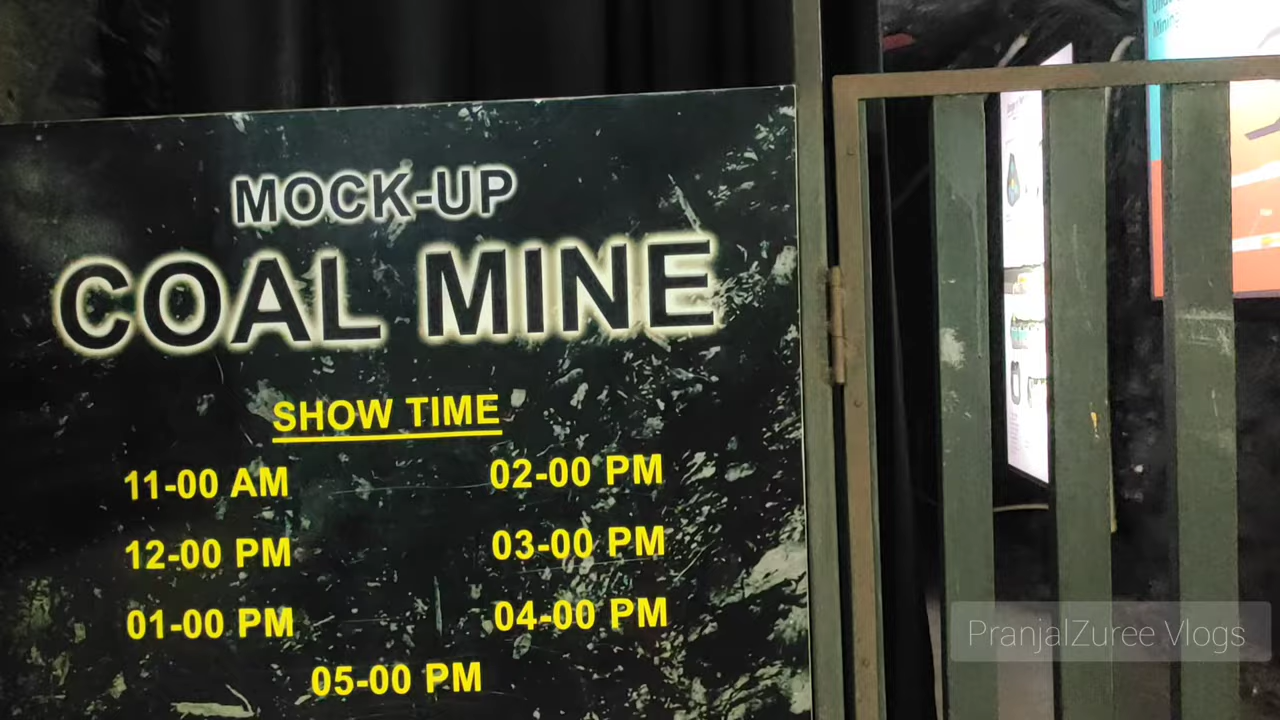 MOCK-UP
COAL MINE
SHOW TIME
11-00 AM
02-00 PM
12-00 PM
03-00 PM
01-00 PM
04-00 PM
05-00 PM
PranjalZuree Vlogs